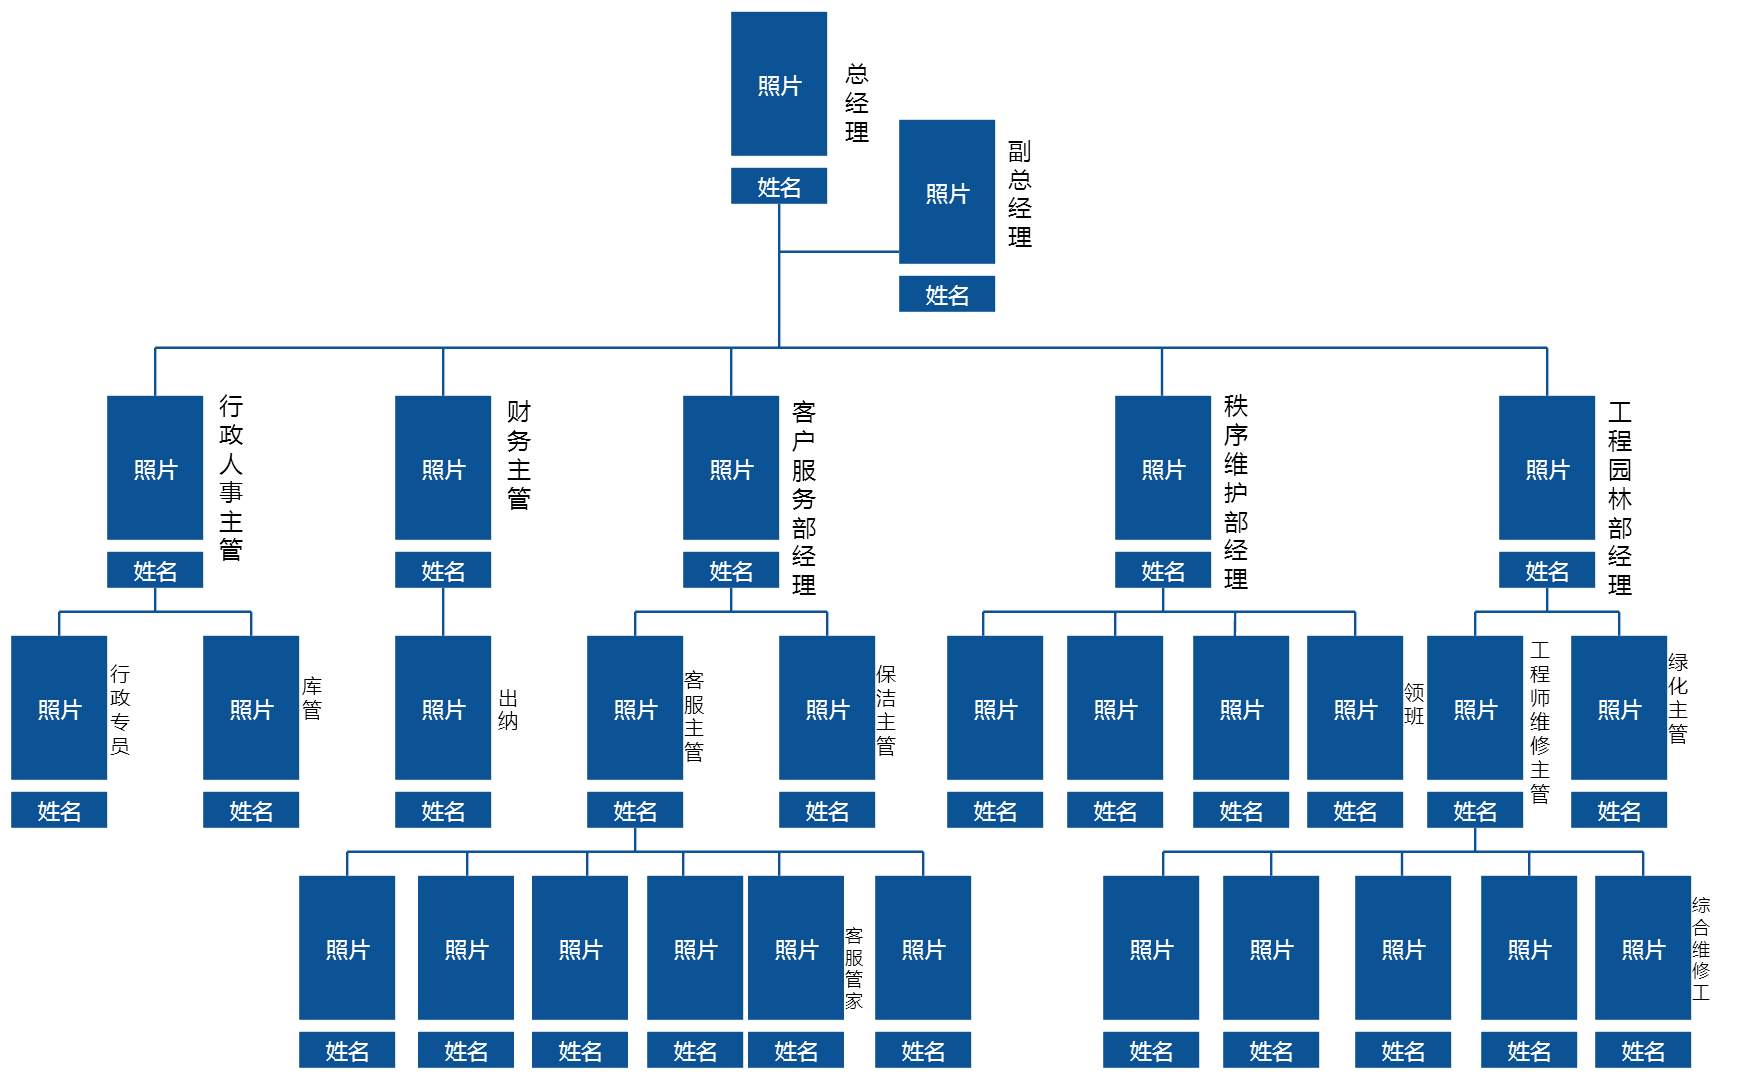 照片
总经理
姓名
照片
副总经理
姓名
照片
行政人事主管
姓名
照片
财务主管
姓名
照片
客户服务部经理
姓名
照片
秩序维护部经理
姓名
照片
工程园林部经理
姓名
照片
行政专员
姓名
照片
库管
姓名
照片
出纳
姓名
照片
客服主管
姓名
照片
保洁主管
姓名
照片
姓名
照片
姓名
照片
姓名
照片
领班
姓名
照片
工程师维修主管
姓名
照片
绿化主管
姓名
照片
姓名
照片
姓名
照片
姓名
照片
姓名
照片
客服管家
姓名
照片
姓名
照片
姓名
照片
姓名
照片
姓名
照片
姓名
照片
综合维修工
姓名